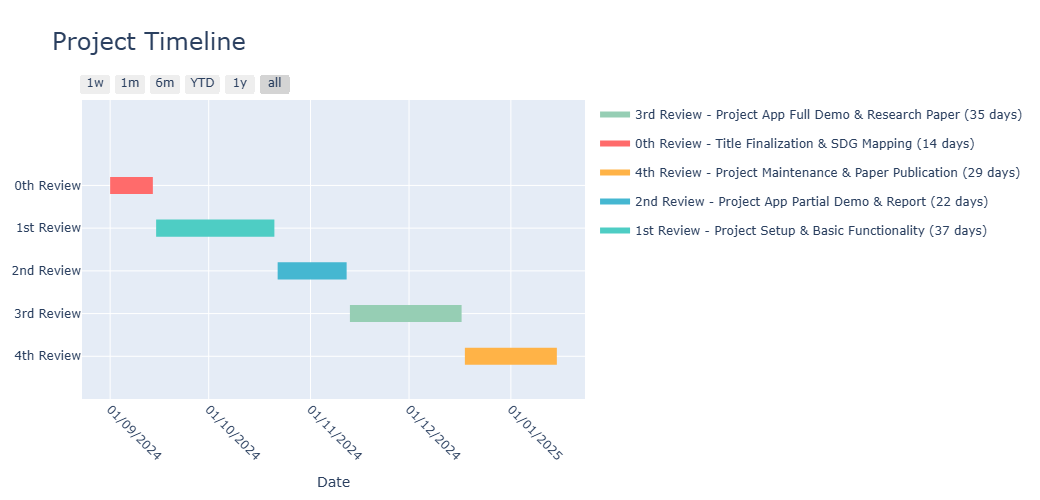 Project Timeline
1w 1m 6m YTD 1y all
3rd Review - Project App Full Demo & Research Paper (35 days)
0th Review - Title Finalization & SDG Mapping (14 days)
4th Review - Project Maintenance & Paper Publication (29 days)
2nd Review - Project App Partial Demo & Report (22 days)
1st Review - Project Setup & Basic Functionality (37 days)
0th Review
1st Review
2nd Review
3rd Review
4th Review
01/09/2024
01/10/2024
01/11/2024
01/12/2024
01/01/2025
Date